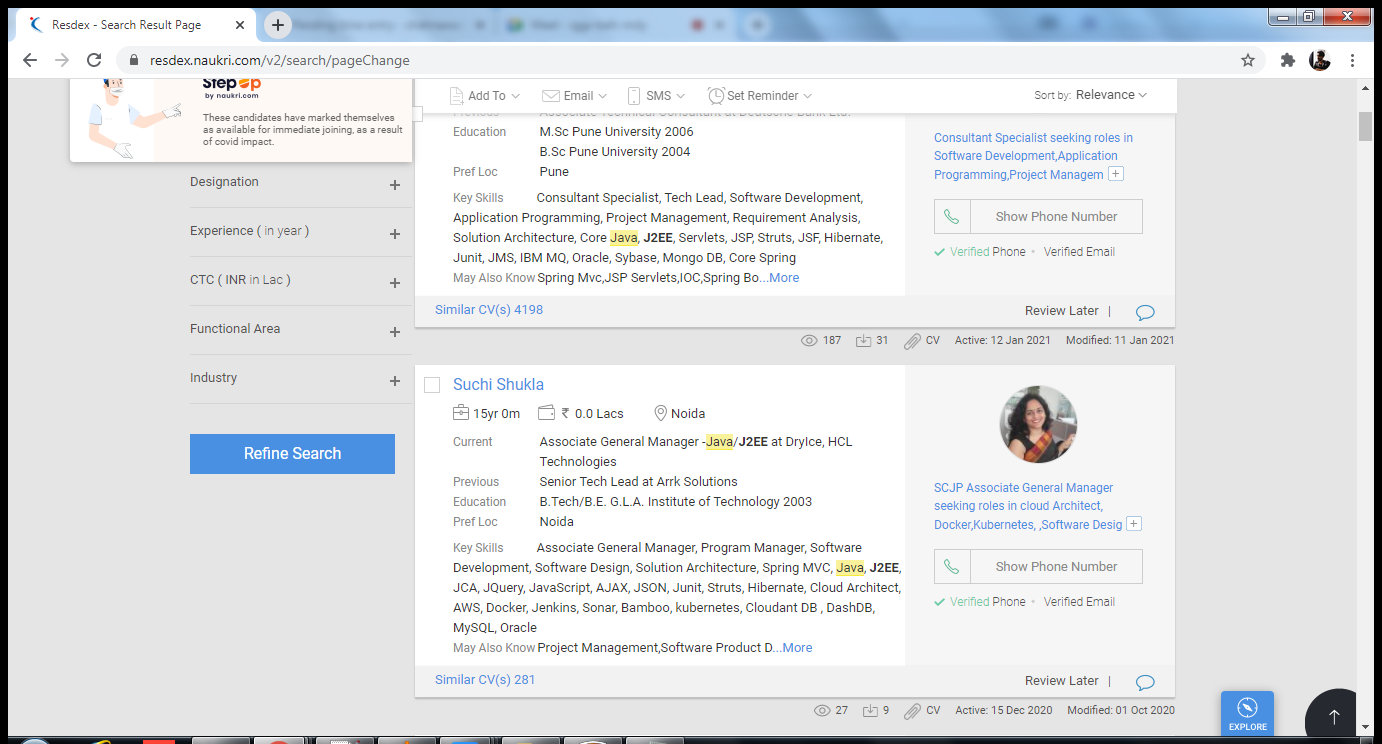 Resdex - Search Result Page
resdex.naukri.com/v2/search/pageChange
Step Up
by naukri.com
These candidates have marked themselves
as available for immediate joining, as a result
of covid impact.
Designation
Experience ( in year )
CTC ( INR in Lac )
Functional Area
Industry
Refine Search
Add To
Email
SMS
Set Reminder
Sort by: Relevance
Previous Associate Technical Consultant at Deutsche Bank Ltd.
Education M.Sc Pune University 2006
B.Sc Pune University 2004
Pref Loc Pune
Key Skills Consultant Specialist, Tech Lead, Software Development,
Application Programming, Project Management, Requirement Analysis,
Solution Architecture, Core Java, J2EE, Servlets, JSP, Struts, JSF, Hibernate,
Junit, JMS, IBM MQ, Oracle, Sybase, Mongo DB, Core Spring
May Also Know Spring Mvc,JSP Servlets,IOC,Spring Bo...More
Consultant Specialist seeking roles in
Software Development,Application
Programming,Project Managem +
Show Phone Number
Verified Phone • Verified Email
Similar CV(s) 4198
Review Later |
187 31 CV Active: 12 Jan 2021 Modified: 11 Jan 2021
Suchi Shukla
15yr 0m ₹ 0.0 Lacs Noida
Current Associate General Manager -Java/J2EE at DryIce, HCL
Technologies
Previous Senior Tech Lead at Arrk Solutions
Education B.Tech/B.E. G.L.A. Institute of Technology 2003
Pref Loc Noida
Key Skills Associate General Manager, Program Manager, Software
Development, Software Design, Solution Architecture, Spring MVC, Java, J2EE,
JCA, JQuery, JavaScript, AJAX, JSON, Junit, Struts, Hibernate, Cloud Architect,
AWS, Docker, Jenkins, Sonar, Bamboo, kubernetes, Cloudant DB , DashDB,
MySQL, Oracle
May Also Know Project Management,Software Product D...More
SCJP Associate General Manager
seeking roles in cloud Architect,
Docker,Kubernetes, ,Software Desig +
Show Phone Number
Verified Phone • Verified Email
Similar CV(s) 281
Review Later |
27 9 CV Active: 15 Dec 2020 Modified: 01 Oct 2020
EXPLORE